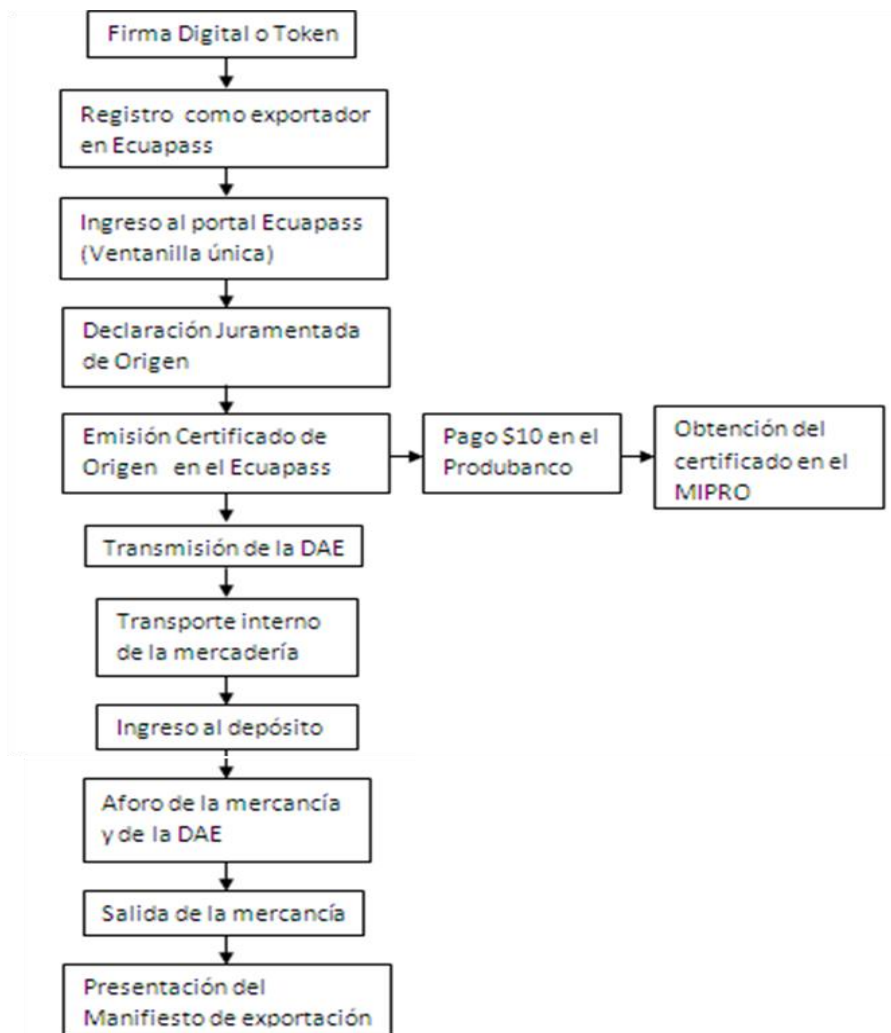 Firma Digital o Token
Registro como exportador
en Ecuapass
Ingreso al portal Ecuapass
(Ventanilla única)
Declaración Juramentada
de Origen
Emisión Certificado de
Origen en el Ecuapass
Pago $10 en el
Produbanco
Obtención del
certificado en el
MIPRO
Transmisión de la DAE
Transporte interno
de la mercadería
Ingreso al depósito
Aforo de la mercancía
y de la DAE
Salida de la mercancía
Presentación del
Manifiesto de exportación